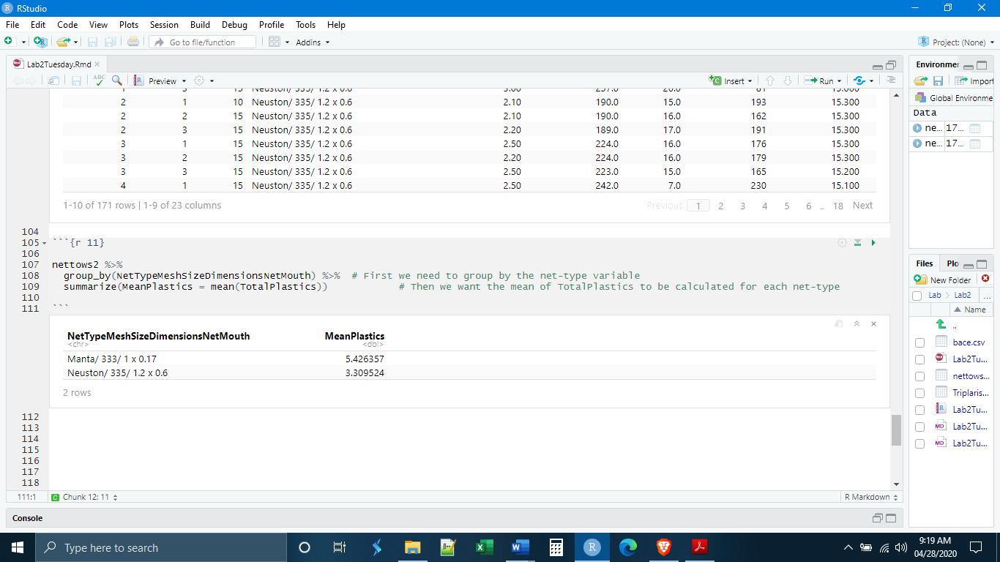 RStudio
File Edit Code View Plots Session Build Debug Profile Tools Help
Go to file/function Addins Project: (None)
Lab2Tuesday.Rmd
ABC Preview Insert Run
2 1 10 Neuston/ 335/ 1.2 x 0.6 2.10 190.0 15.0 193 15.300
2 2 15 Neuston/ 335/ 1.2 x 0.6 2.10 190.0 16.0 162 15.300
2 3 15 Neuston/ 335/ 1.2 x 0.6 2.20 189.0 17.0 191 15.300
3 1 15 Neuston/ 335/ 1.2 x 0.6 2.50 224.0 16.0 176 15.300
3 2 15 Neuston/ 335/ 1.2 x 0.6 2.20 224.0 16.0 179 15.300
3 3 15 Neuston/ 335/ 1.2 x 0.6 2.50 223.0 15.0 165 15.200
4 1 15 Neuston/ 335/ 1.2 x 0.6 2.50 242.0 7.0 230 15.100
1-10 of 171 rows | 1-9 of 23 columns Previous 1 2 3 4 5 6 ... 18 Next
104
105 ```{r 11}
106
107 nettows2 %>%
108 group_by(NetTypeMeshSizeDimensionsNetMouth) %>% # First we need to group by the net-type variable
109 summarize(MeanPlastics = mean(TotalPlastics)) # Then we want the mean of TotalPlastics to be calculated for each net-type
110
111 ```
NetTypeMeshSizeDimensionsNetMouth MeanPlastics
<chr> <dbl>
Manta/ 333/ 1 x 0.17 5.426357
Neuston/ 335/ 1.2 x 0.6 3.309524
2 rows
112
113
114
115
116
117
118
111:1 C Chunk 12: 11 R Markdown
Console
Environmer
Import
Global Environme
Data
ne... 17...
ne... 17...
Files Plo
New Folder
Lab Lab2 ...
Name
..
bace.csv
Lab2Tu...
nettows...
Triplaris...
Lab2Tu...
MD Lab2Tu...
MD Lab2Tu...
Type here to search
9:19 AM
04/28/2020